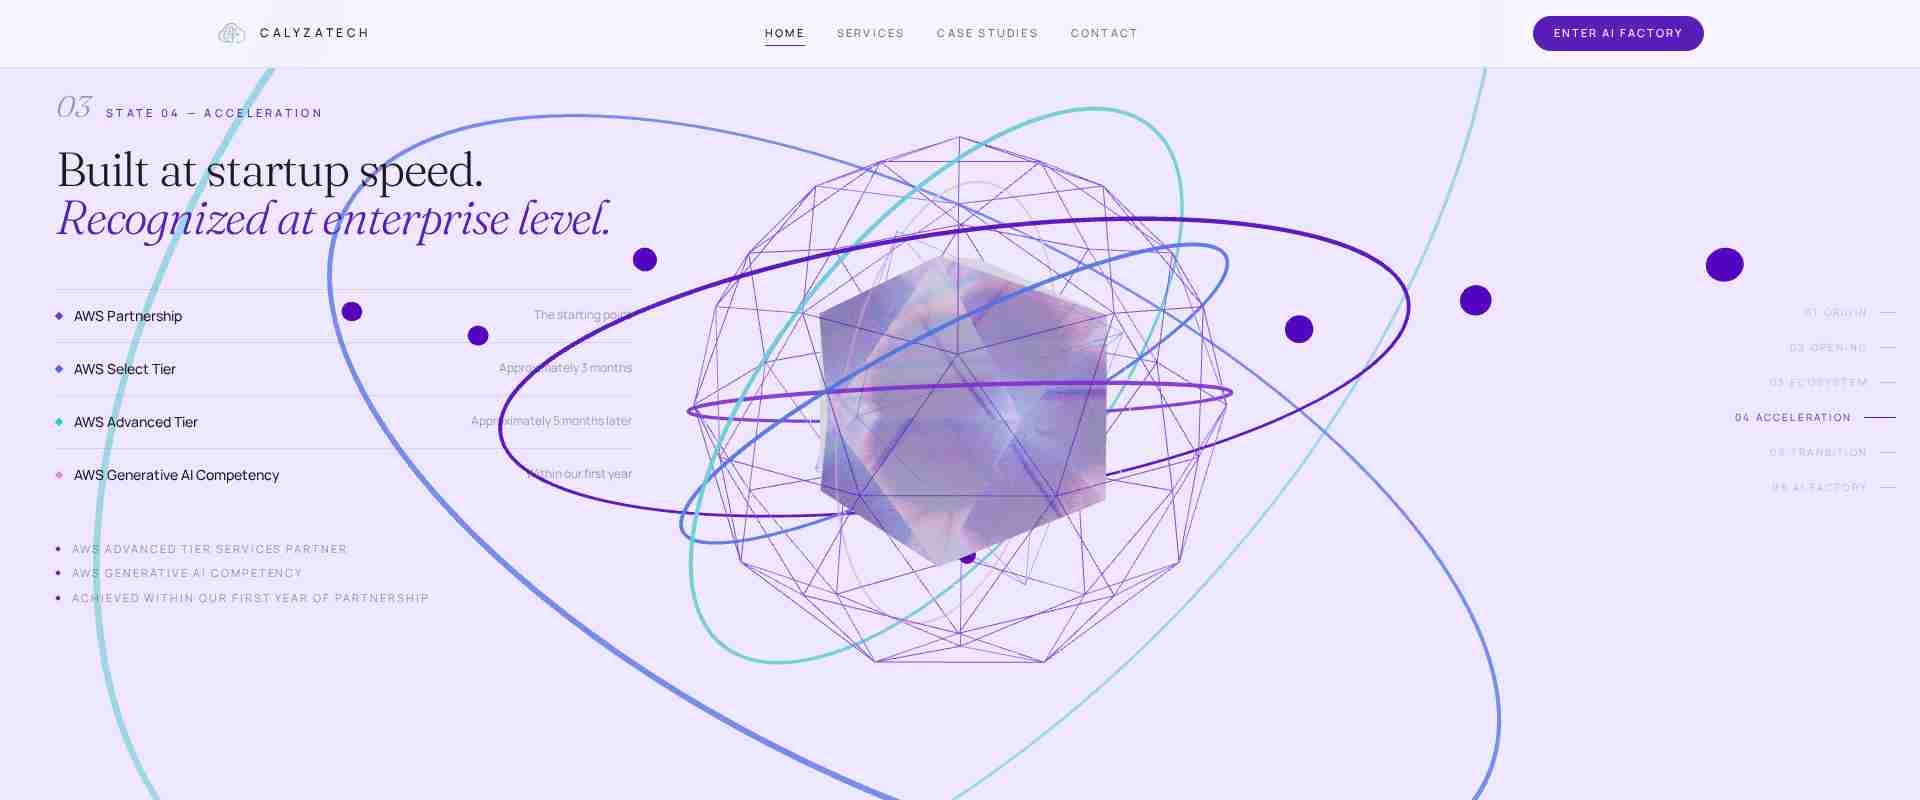 CALYZATECH
HOME SERVICES CASE STUDIES CONTACT
ENTER AI FACTORY
03 STATE 04 — ACCELERATION
Built at startup speed.
Recognized at enterprise level.
AWS Partnership The starting point
AWS Select Tier Approximately 3 months
AWS Advanced Tier Approximately 5 months later
AWS Generative AI Competency Within our first year
AWS ADVANCED TIER SERVICES PARTNER
AWS GENERATIVE AI COMPETENCY
ACHIEVED WITHIN OUR FIRST YEAR OF PARTNERSHIP
01 ORIGIN
02 OPENING
03 ECOSYSTEM
04 ACCELERATION
05 TRANSITION
06 AI FACTORY